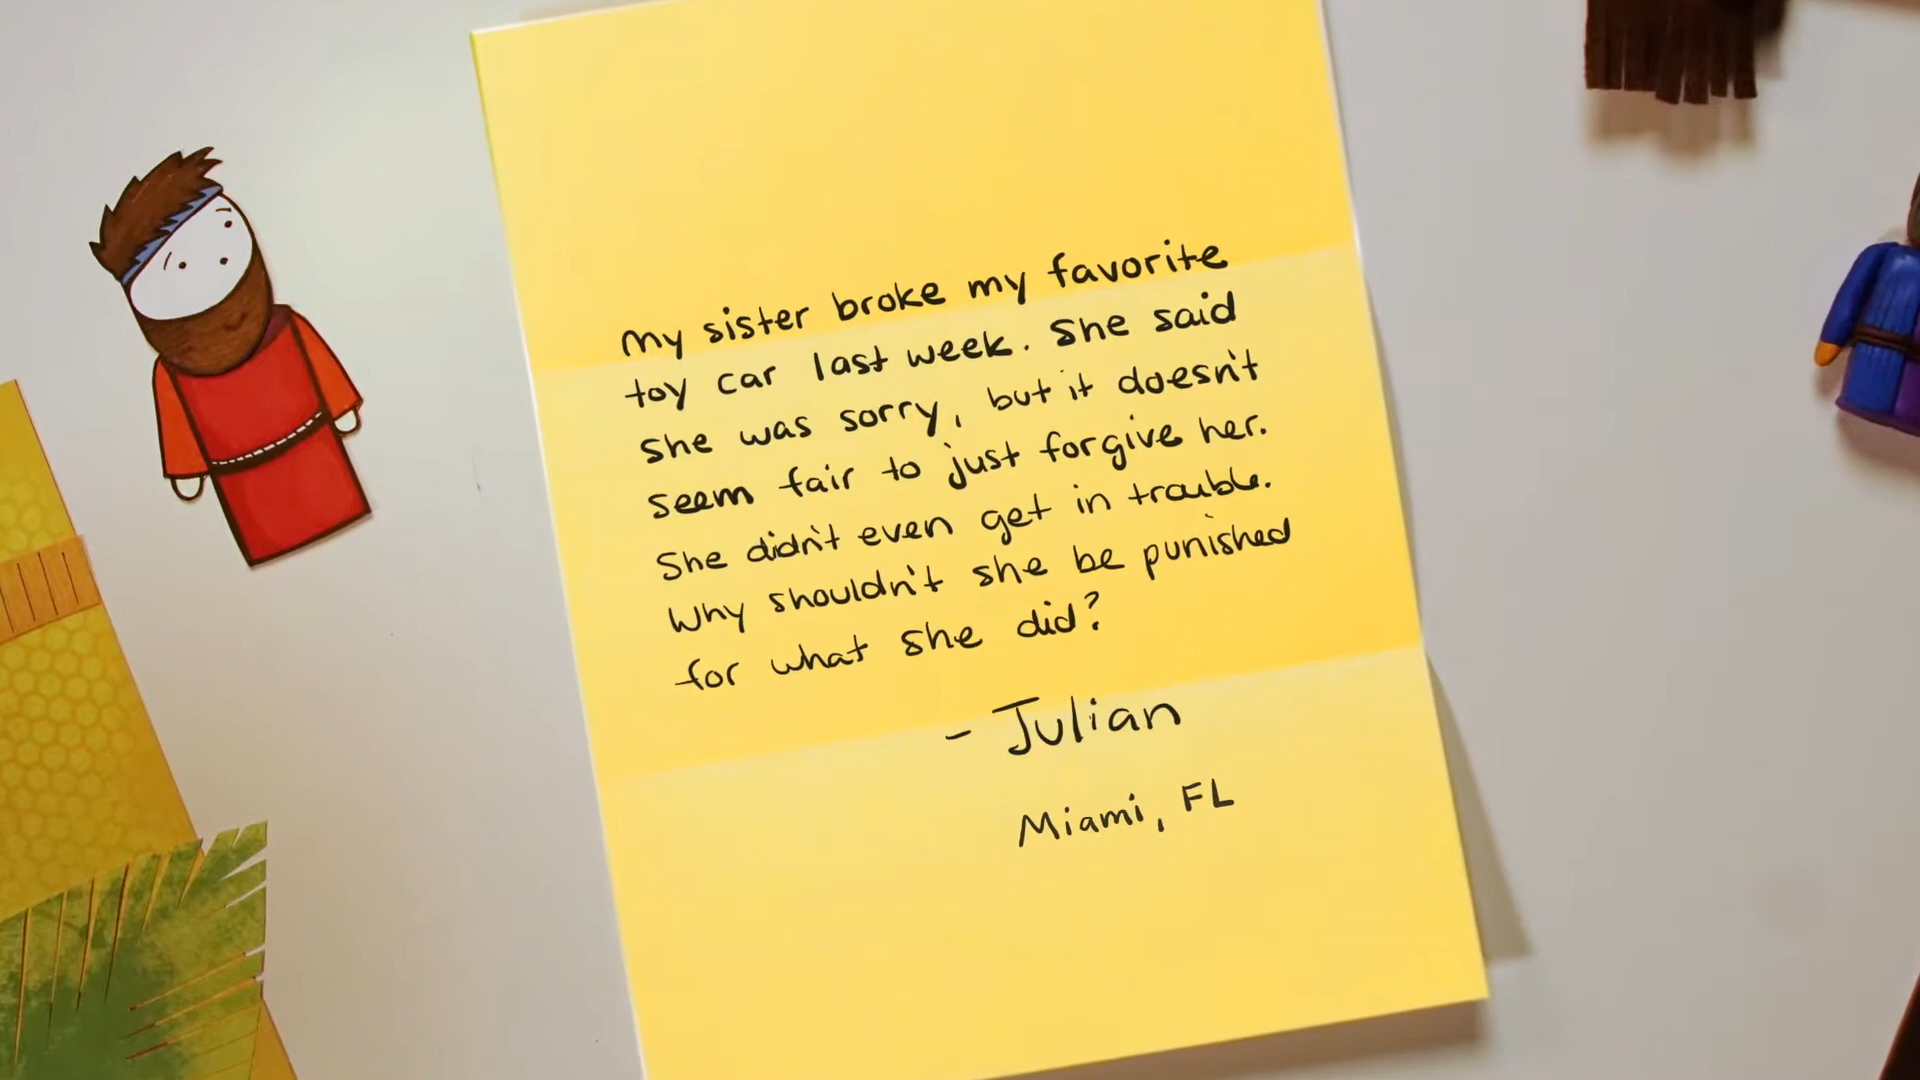 My sister broke my favorite
toy car last week. She said
she was sorry, but it doesn't
seem fair to just forgive her.
She didn't even get in trouble.
Why shouldn't she be punished
for what she did?
- Julian
Miami, FL